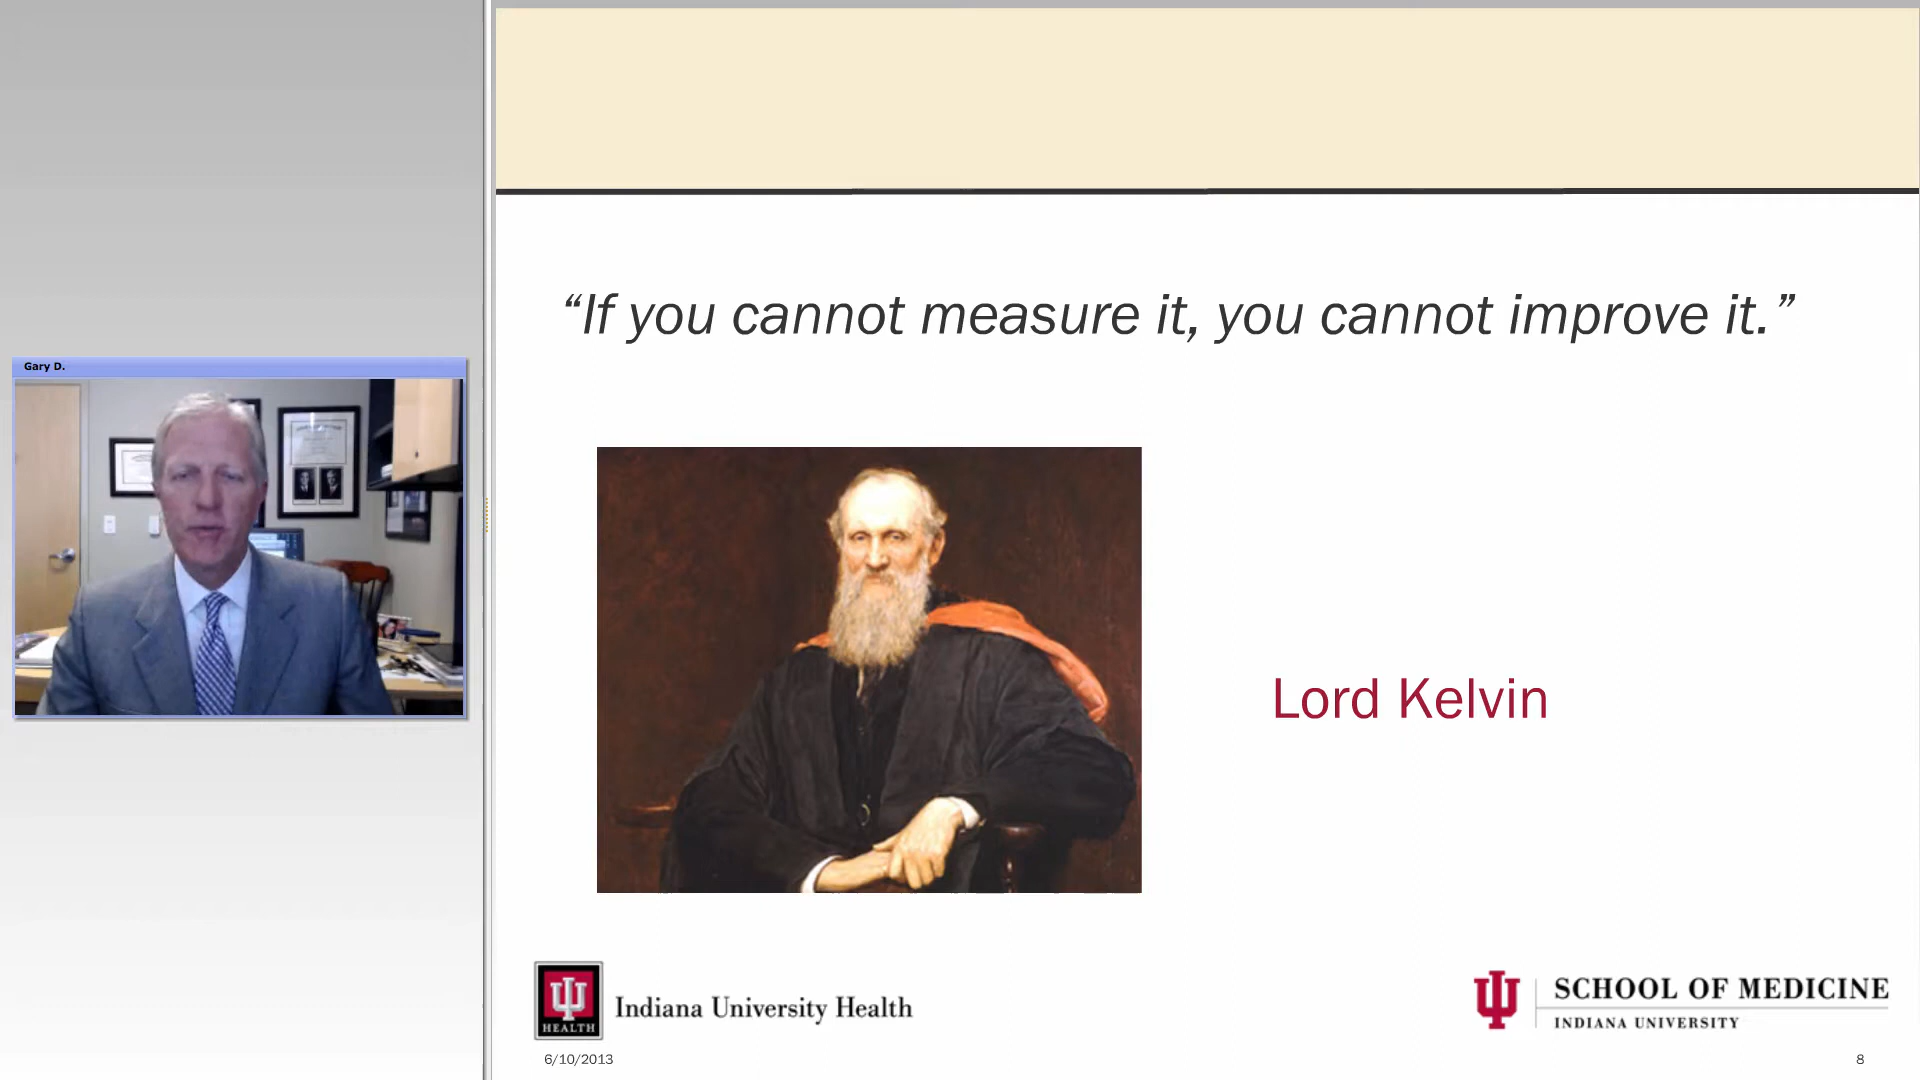 Gary D.
“If you cannot measure it, you cannot improve it.”
Lord Kelvin
HEALTH
Indiana University Health
SCHOOL OF MEDICINE
INDIANA UNIVERSITY
6/10/2013
8